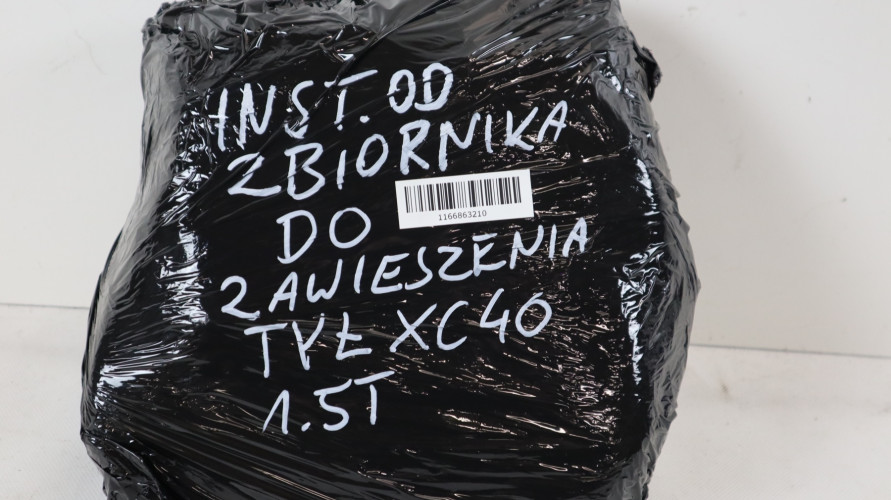 INST. OD
ZBIORNIKA
1166863210
DO
ZAWIESZENIA
TYŁ XC40
1.5T